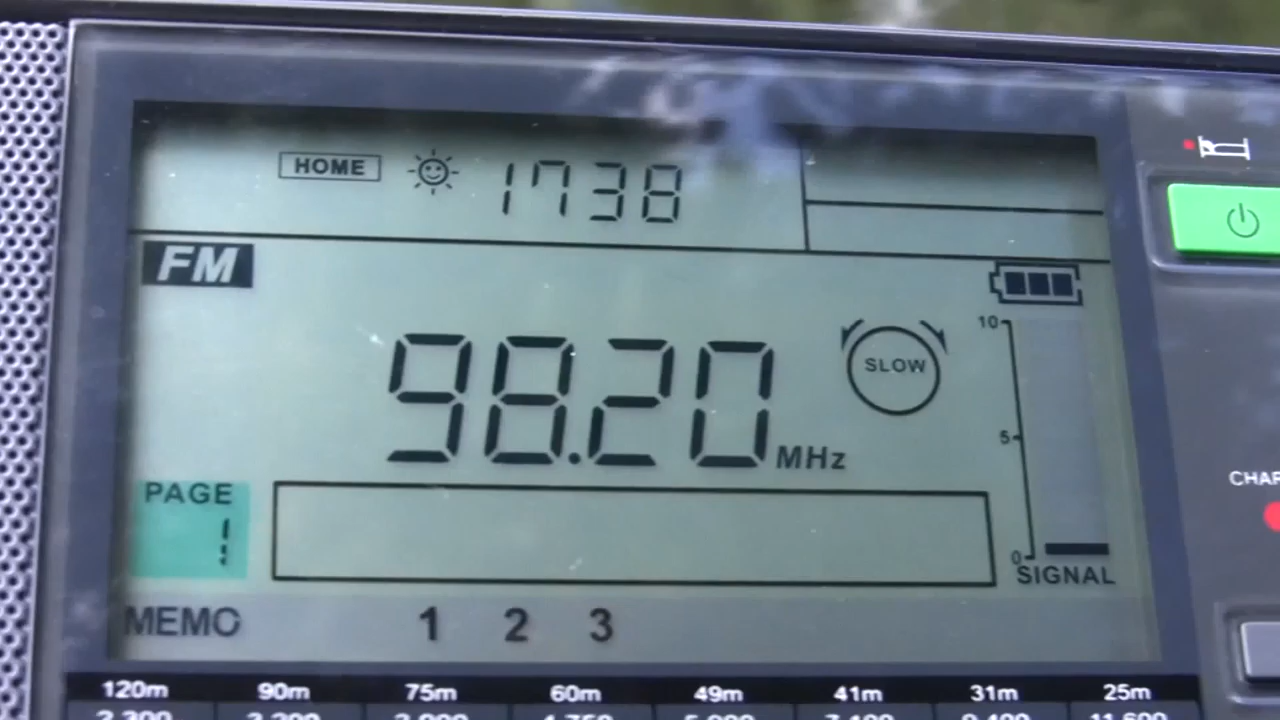 HOME 1738
FM
98.20 MHz
SLOW
10
5
0
SIGNAL
PAGE
1
MEMO 1 2 3
120m 90m 75m 60m 49m 41m 31m 25m